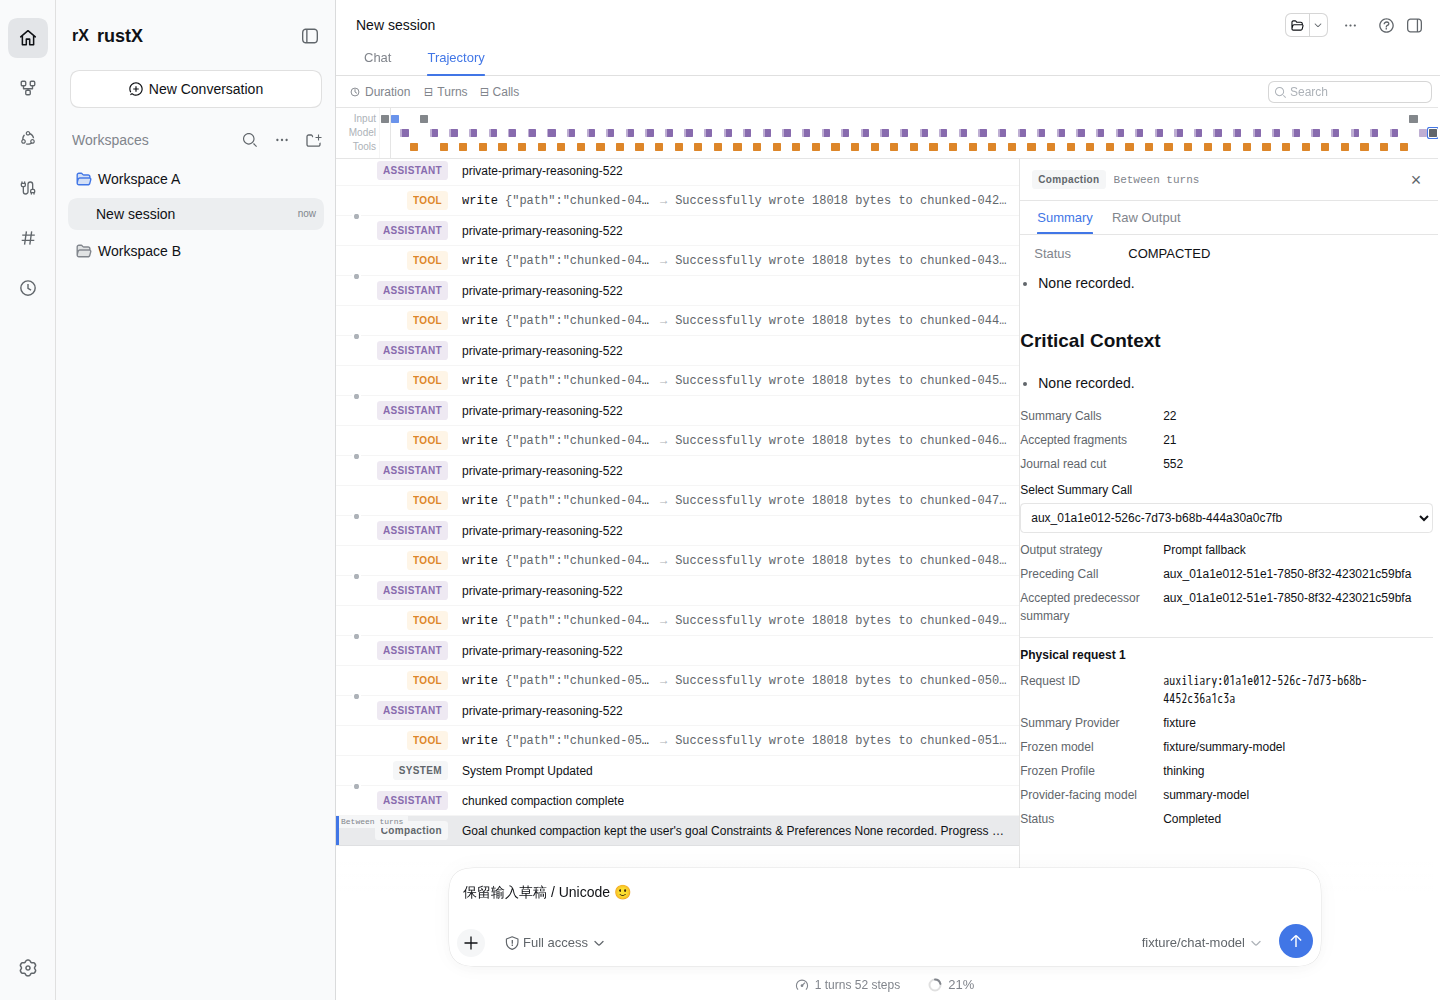 rX rustX
New Conversation
Workspaces
Workspace A
New session
now
Workspace B
New session
Chat
Trajectory
Duration
Turns
Calls
Search
Input
Model
Tools
ASSISTANT private-primary-reasoning-522
TOOL write {"path":"chunked-04… → Successfully wrote 18018 bytes to chunked-042…
ASSISTANT private-primary-reasoning-522
TOOL write {"path":"chunked-04… → Successfully wrote 18018 bytes to chunked-043…
ASSISTANT private-primary-reasoning-522
TOOL write {"path":"chunked-04… → Successfully wrote 18018 bytes to chunked-044…
ASSISTANT private-primary-reasoning-522
TOOL write {"path":"chunked-04… → Successfully wrote 18018 bytes to chunked-045…
ASSISTANT private-primary-reasoning-522
TOOL write {"path":"chunked-04… → Successfully wrote 18018 bytes to chunked-046…
ASSISTANT private-primary-reasoning-522
TOOL write {"path":"chunked-04… → Successfully wrote 18018 bytes to chunked-047…
ASSISTANT private-primary-reasoning-522
TOOL write {"path":"chunked-04… → Successfully wrote 18018 bytes to chunked-048…
ASSISTANT private-primary-reasoning-522
TOOL write {"path":"chunked-04… → Successfully wrote 18018 bytes to chunked-049…
ASSISTANT private-primary-reasoning-522
TOOL write {"path":"chunked-05… → Successfully wrote 18018 bytes to chunked-050…
ASSISTANT private-primary-reasoning-522
TOOL write {"path":"chunked-05… → Successfully wrote 18018 bytes to chunked-051…
SYSTEM System Prompt Updated
ASSISTANT chunked compaction complete
Between turns
Compaction Goal chunked compaction kept the user's goal Constraints & Preferences None recorded. Progress …
Compaction Between turns
Summary
Raw Output
Status COMPACTED
• None recorded.
Critical Context
• None recorded.
Summary Calls 22
Accepted fragments 21
Journal read cut 552
Select Summary Call
aux_01a1e012-526c-7d73-b68b-444a30a0c7fb
Output strategy Prompt fallback
Preceding Call aux_01a1e012-51e1-7850-8f32-423021c59bfa
Accepted predecessor aux_01a1e012-51e1-7850-8f32-423021c59bfa
summary
Physical request 1
Request ID auxiliary:01a1e012-526c-7d73-b68b-
4452c36a1c3a
Summary Provider fixture
Frozen model fixture/summary-model
Frozen Profile thinking
Provider-facing model summary-model
Status Completed
保留输入草稿 / Unicode 🙂
Full access
fixture/chat-model
1 turns 52 steps
21%